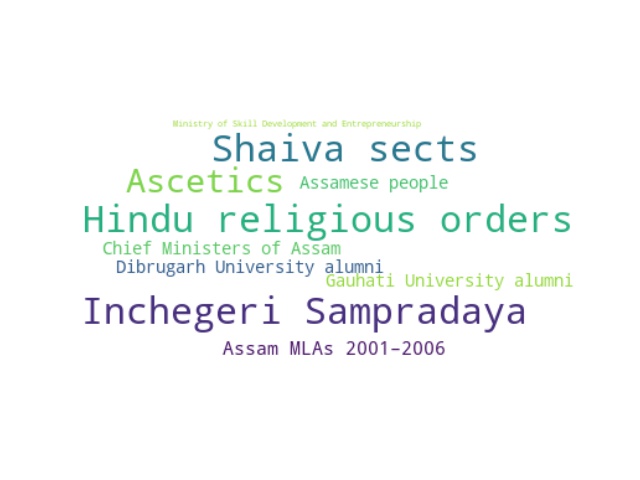 Ministry of Skill Development and Entrepreneurship
Shaiva sects
Ascetics
Assamese people
Hindu religious orders
Chief Ministers of Assam
Dibrugarh University alumni
Gauhati University alumni
Inchegeri Sampradaya
Assam MLAs 2001–2006